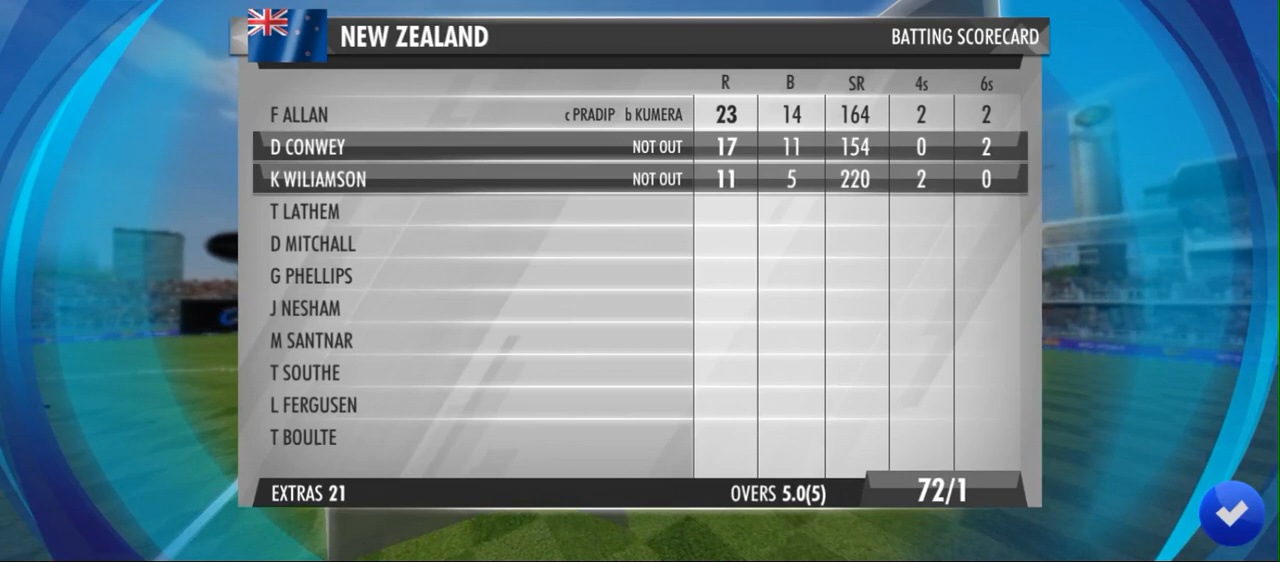 NEW ZEALAND BATTING SCORECARD
R B SR 4s 6s
F ALLAN c PRADIP b KUMERA 23 14 164 2 2
D CONWEY NOT OUT 17 11 154 0 2
K WILIAMSON NOT OUT 11 5 220 2 0
T LATHEM
D MITCHALL
G PHELLIPS
J NESHAM
M SANTNAR
T SOUTHE
L FERGUSEN
T BOULTE
EXTRAS 21 OVERS 5.0(5) 72/1